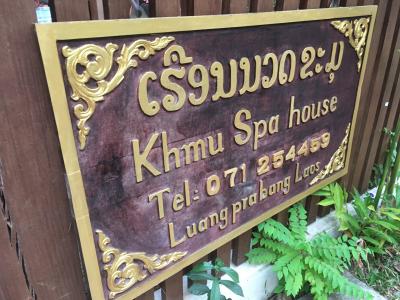 ເຮືອນນວດ ຂະມຸ
Khmu Spa house
Tel: 071 254459
Luang prabang Laos